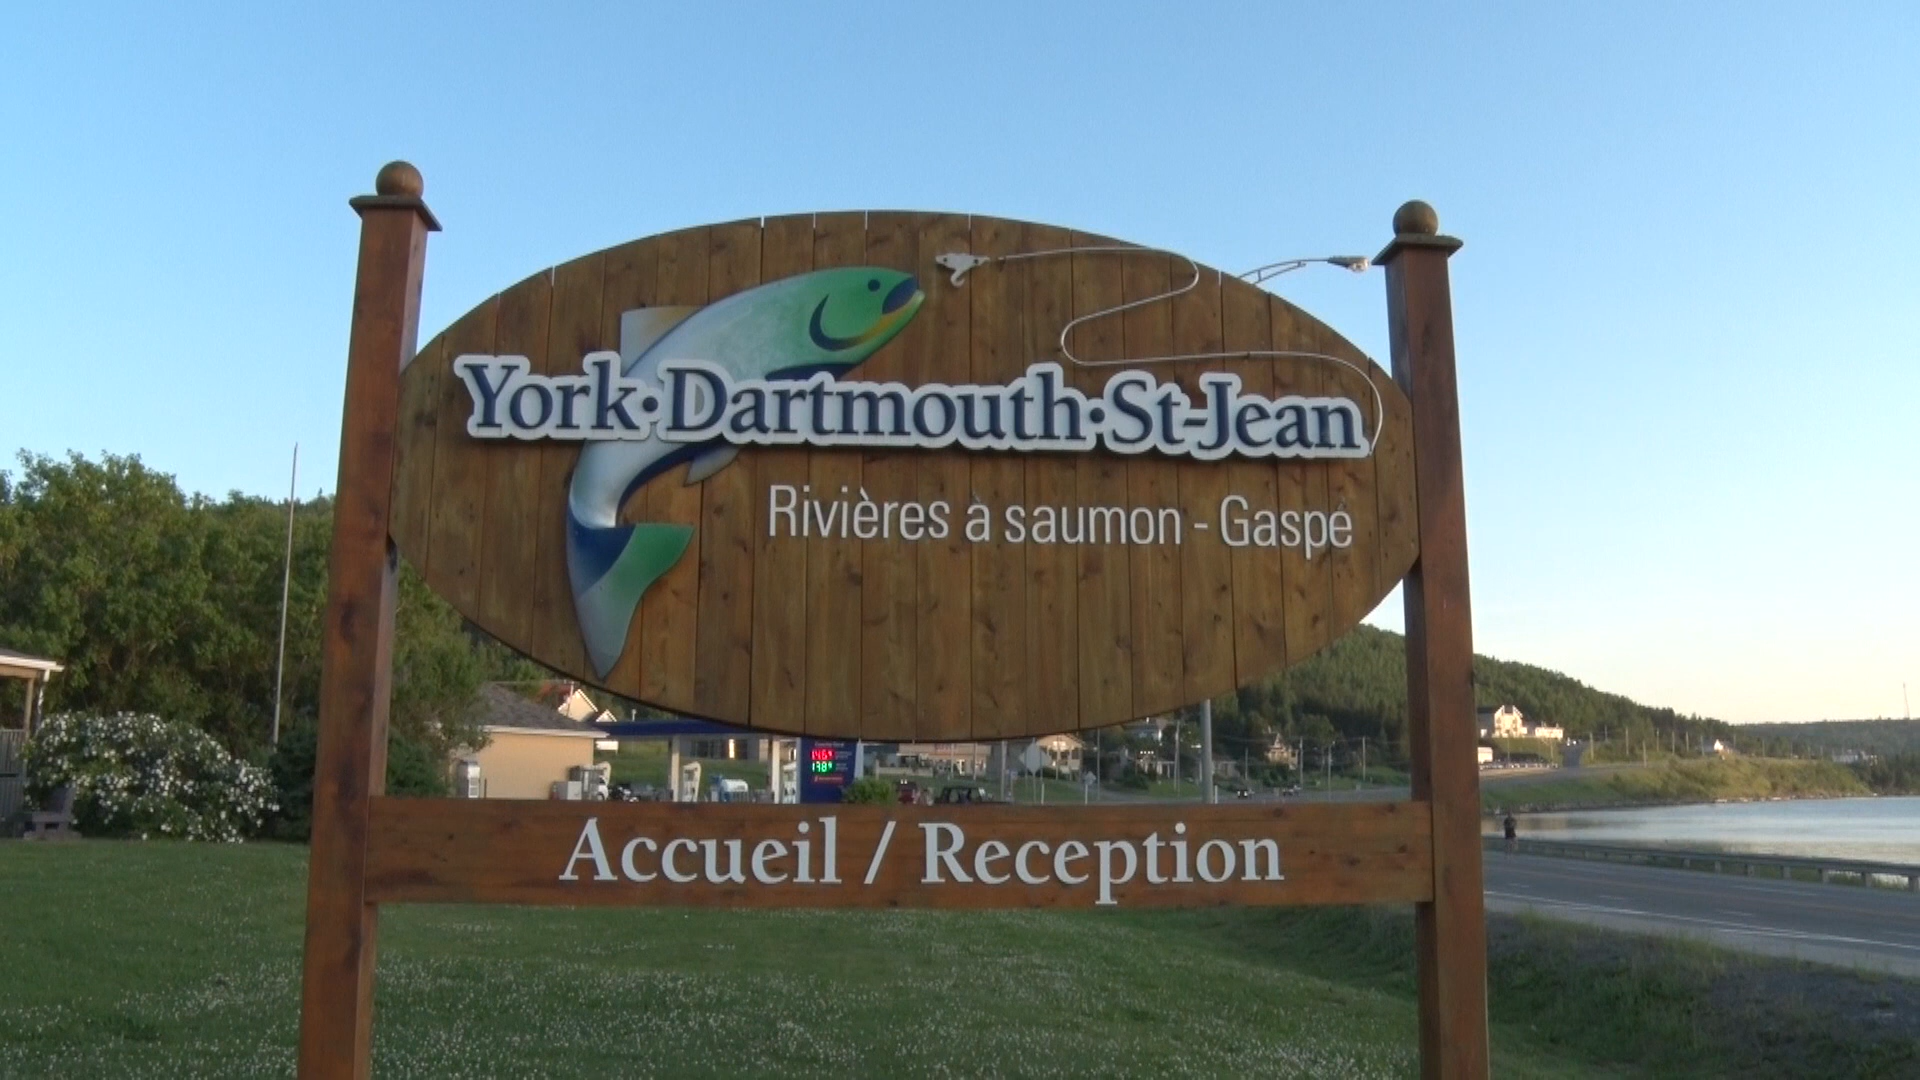 York·Dartmouth·St-Jean
Rivières à saumon - Gaspé
Accueil / Reception